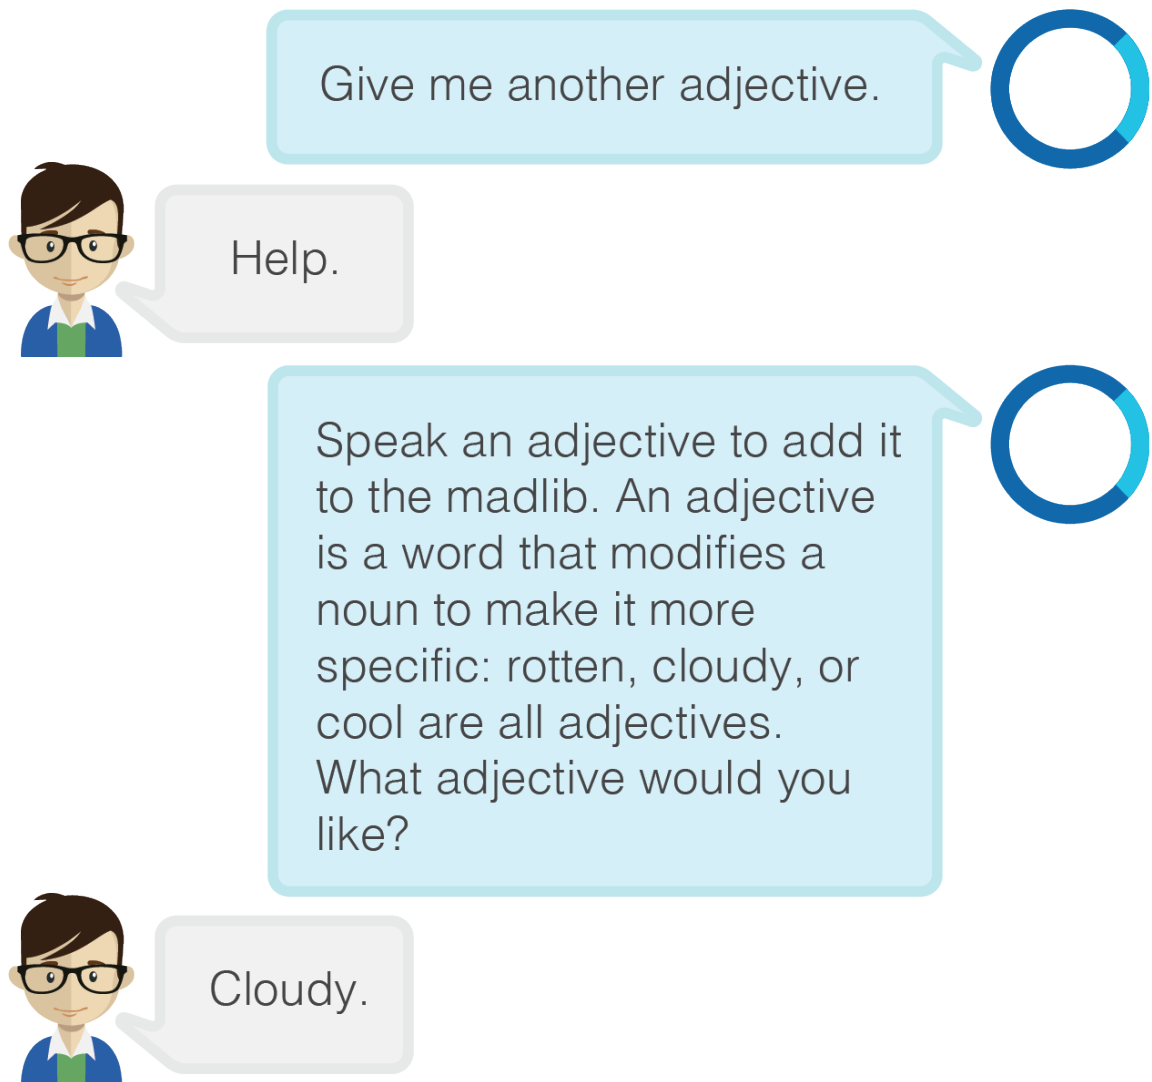 Give me another adjective.
Help.
Speak an adjective to add it
to the madlib. An adjective
is a word that modifies a
noun to make it more
specific: rotten, cloudy, or
cool are all adjectives.
What adjective would you
like?
Cloudy.